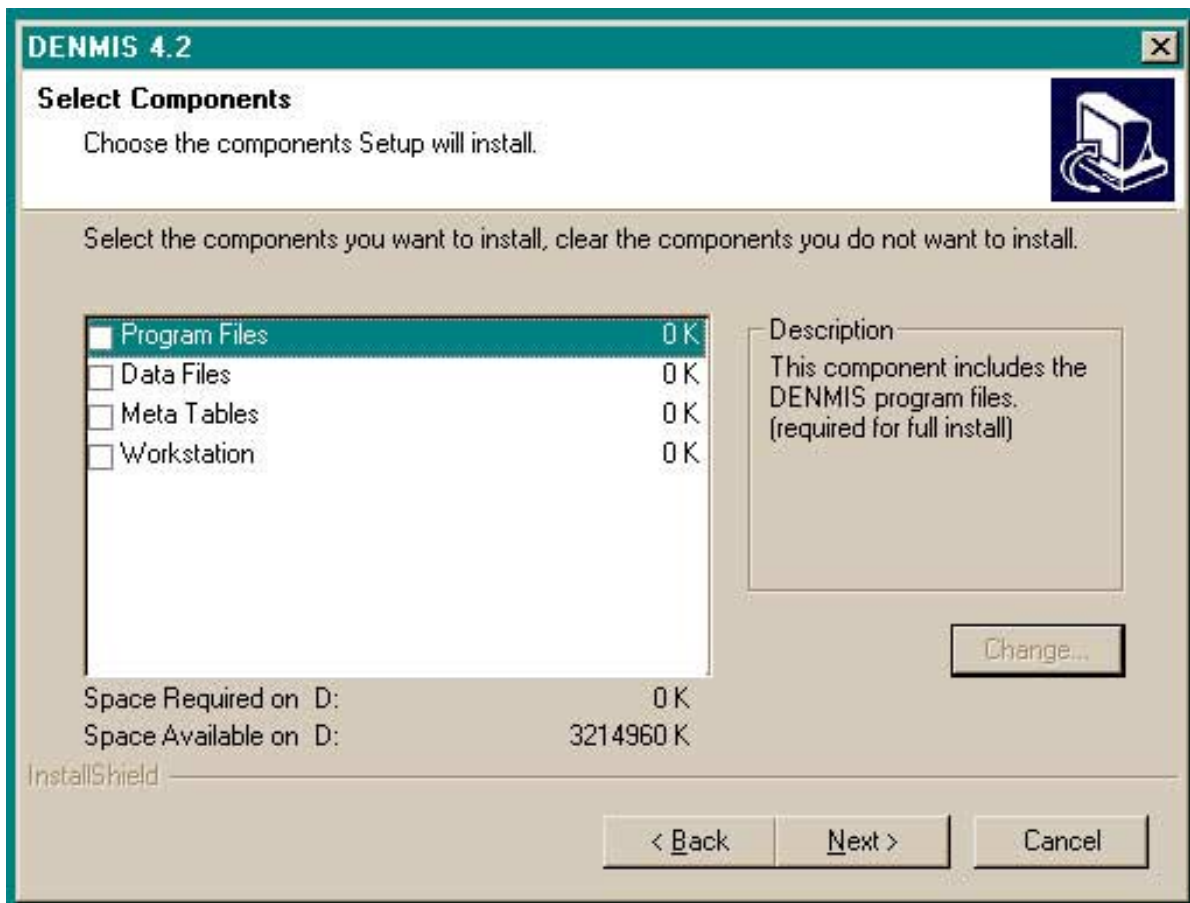 DENMIS 4.2
Select Components
Choose the components Setup will install.
Select the components you want to install, clear the components you do not want to install.
Program Files 0 K
Data Files 0 K
Meta Tables 0 K
Workstation 0 K
Description
This component includes the
DENMIS program files.
(required for full install)
Change...
Space Required on D: 0 K
Space Available on D: 3214960 K
InstallShield
< Back Next > Cancel